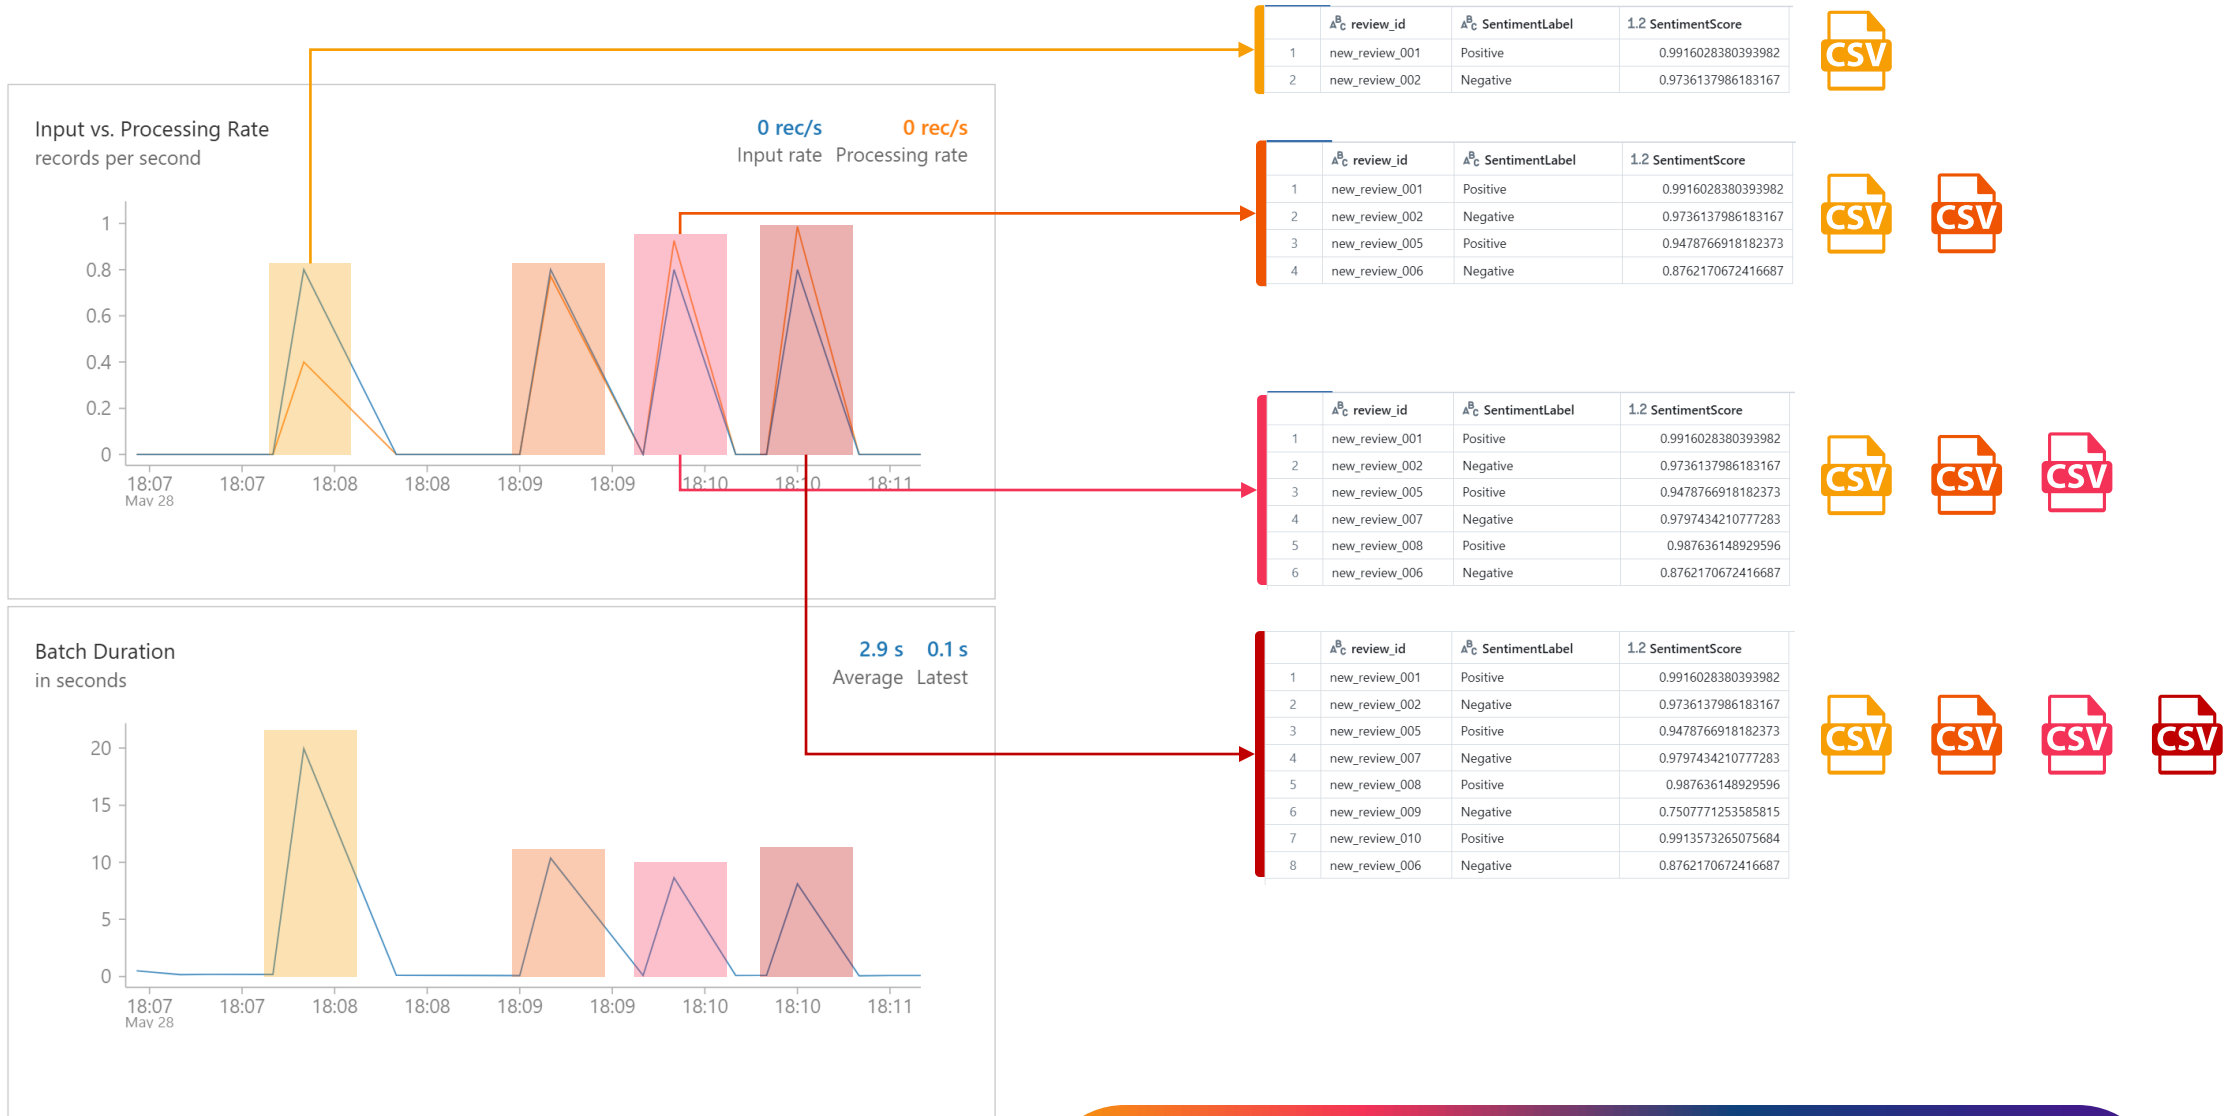 Input vs. Processing Rate
records per second
0 rec/s 0 rec/s
Input rate Processing rate
1
0.8
0.6
0.4
0.2
0
18:07 18:07 18:08 18:08 18:09 18:09 18:10 18:10 18:11
May 28
Batch Duration
in seconds
2.9 s 0.1 s
Average Latest
20
15
10
5
0
18:07 18:07 18:08 18:08 18:09 18:09 18:10 18:10 18:11
May 28
ABC review_id ABC SentimentLabel 1.2 SentimentScore
1 new_review_001 Positive 0.9916028380393982
2 new_review_002 Negative 0.9736137986183167
CSV
ABC review_id ABC SentimentLabel 1.2 SentimentScore
1 new_review_001 Positive 0.9916028380393982
2 new_review_002 Negative 0.9736137986183167
3 new_review_005 Positive 0.9478766918182373
4 new_review_006 Negative 0.8762170672416687
CSV CSV
ABC review_id ABC SentimentLabel 1.2 SentimentScore
1 new_review_001 Positive 0.9916028380393982
2 new_review_002 Negative 0.9736137986183167
3 new_review_005 Positive 0.9478766918182373
4 new_review_007 Negative 0.9797434210777283
5 new_review_008 Positive 0.987636148929596
6 new_review_006 Negative 0.8762170672416687
CSV CSV CSV
ABC review_id ABC SentimentLabel 1.2 SentimentScore
1 new_review_001 Positive 0.9916028380393982
2 new_review_002 Negative 0.9736137986183167
3 new_review_005 Positive 0.9478766918182373
4 new_review_007 Negative 0.9797434210777283
5 new_review_008 Positive 0.987636148929596
6 new_review_009 Negative 0.7507771253585815
7 new_review_010 Positive 0.9913573265075684
8 new_review_006 Negative 0.8762170672416687
CSV CSV CSV CSV